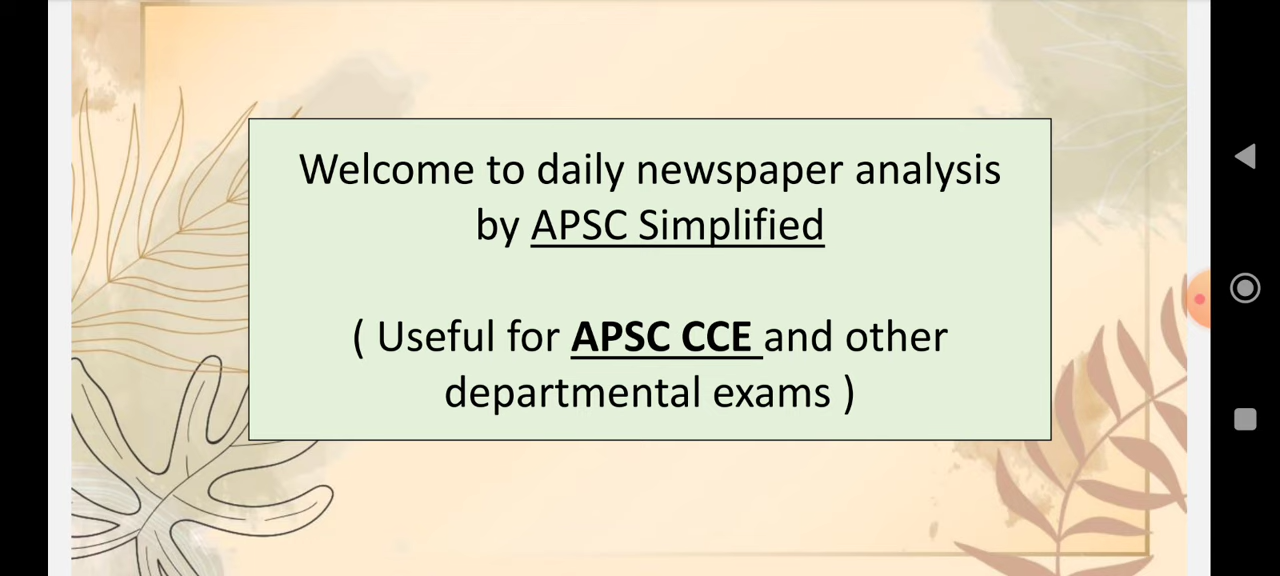 Welcome to daily newspaper analysis
by APSC Simplified
( Useful for APSC CCE and other
departmental exams )